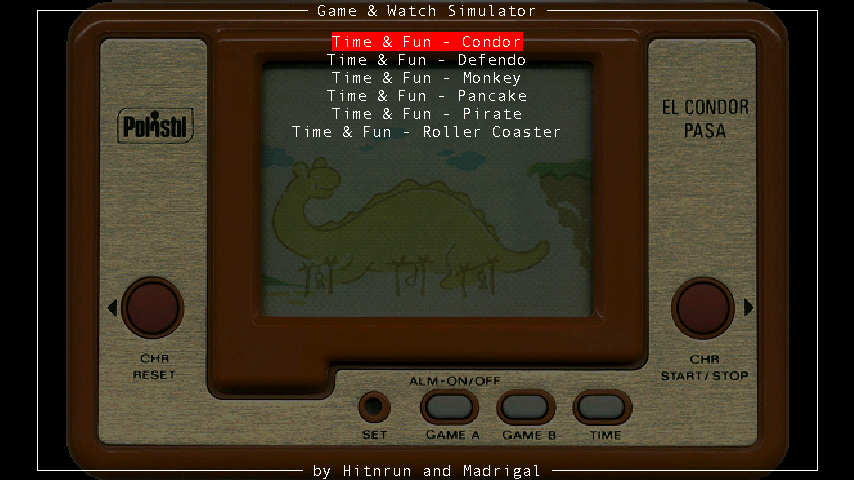 Game & Watch Simulator
Time & Fun - Condor
Time & Fun - Defendo
Time & Fun - Monkey
Time & Fun - Pancake
Time & Fun - Pirate
Time & Fun - Roller Coaster
Polistil
EL CONDOR
PASA
CHR
RESET
CHR
START/STOP
ALM-ON/OFF
SET
GAME A
GAME B
TIME
by Hitnrun and Madrigal